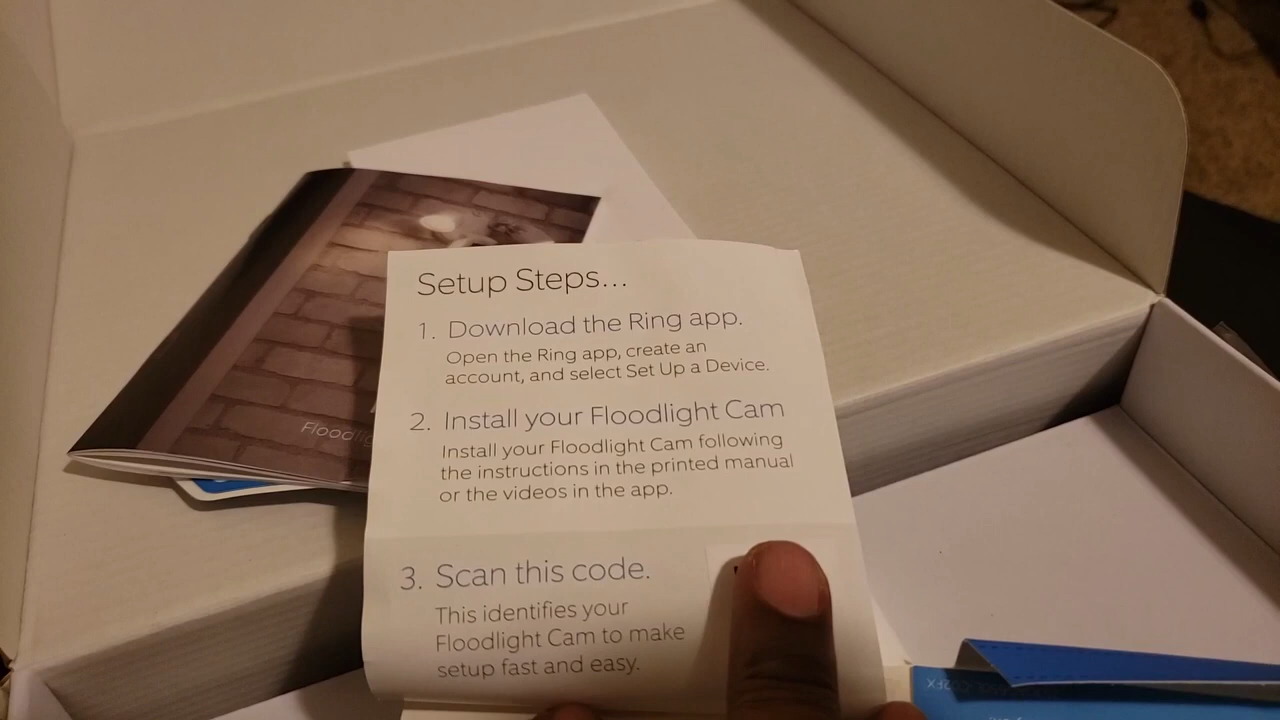 Setup Steps...
1. Download the Ring app.
Open the Ring app, create an
account, and select Set Up a Device.
2. Install your Floodlight Cam
Install your Floodlight Cam following
the instructions in the printed manual
or the videos in the app.
3. Scan this code.
This identifies your
Floodlight Cam to make
setup fast and easy.